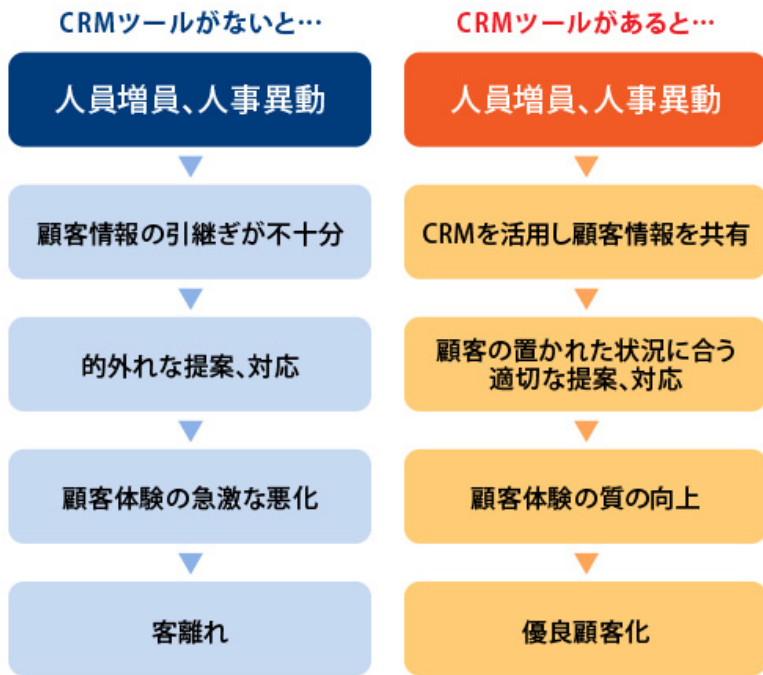 CRMツールがないと…
人員増員、人事異動
顧客情報の引継ぎが不十分
的外れな提案、対応
顧客体験の急激な悪化
客離れ
CRMツールがあると…
人員増員、人事異動
CRMを活用し顧客情報を共有
顧客の置かれた状況に合う
適切な提案、対応
顧客体験の質の向上
優良顧客化